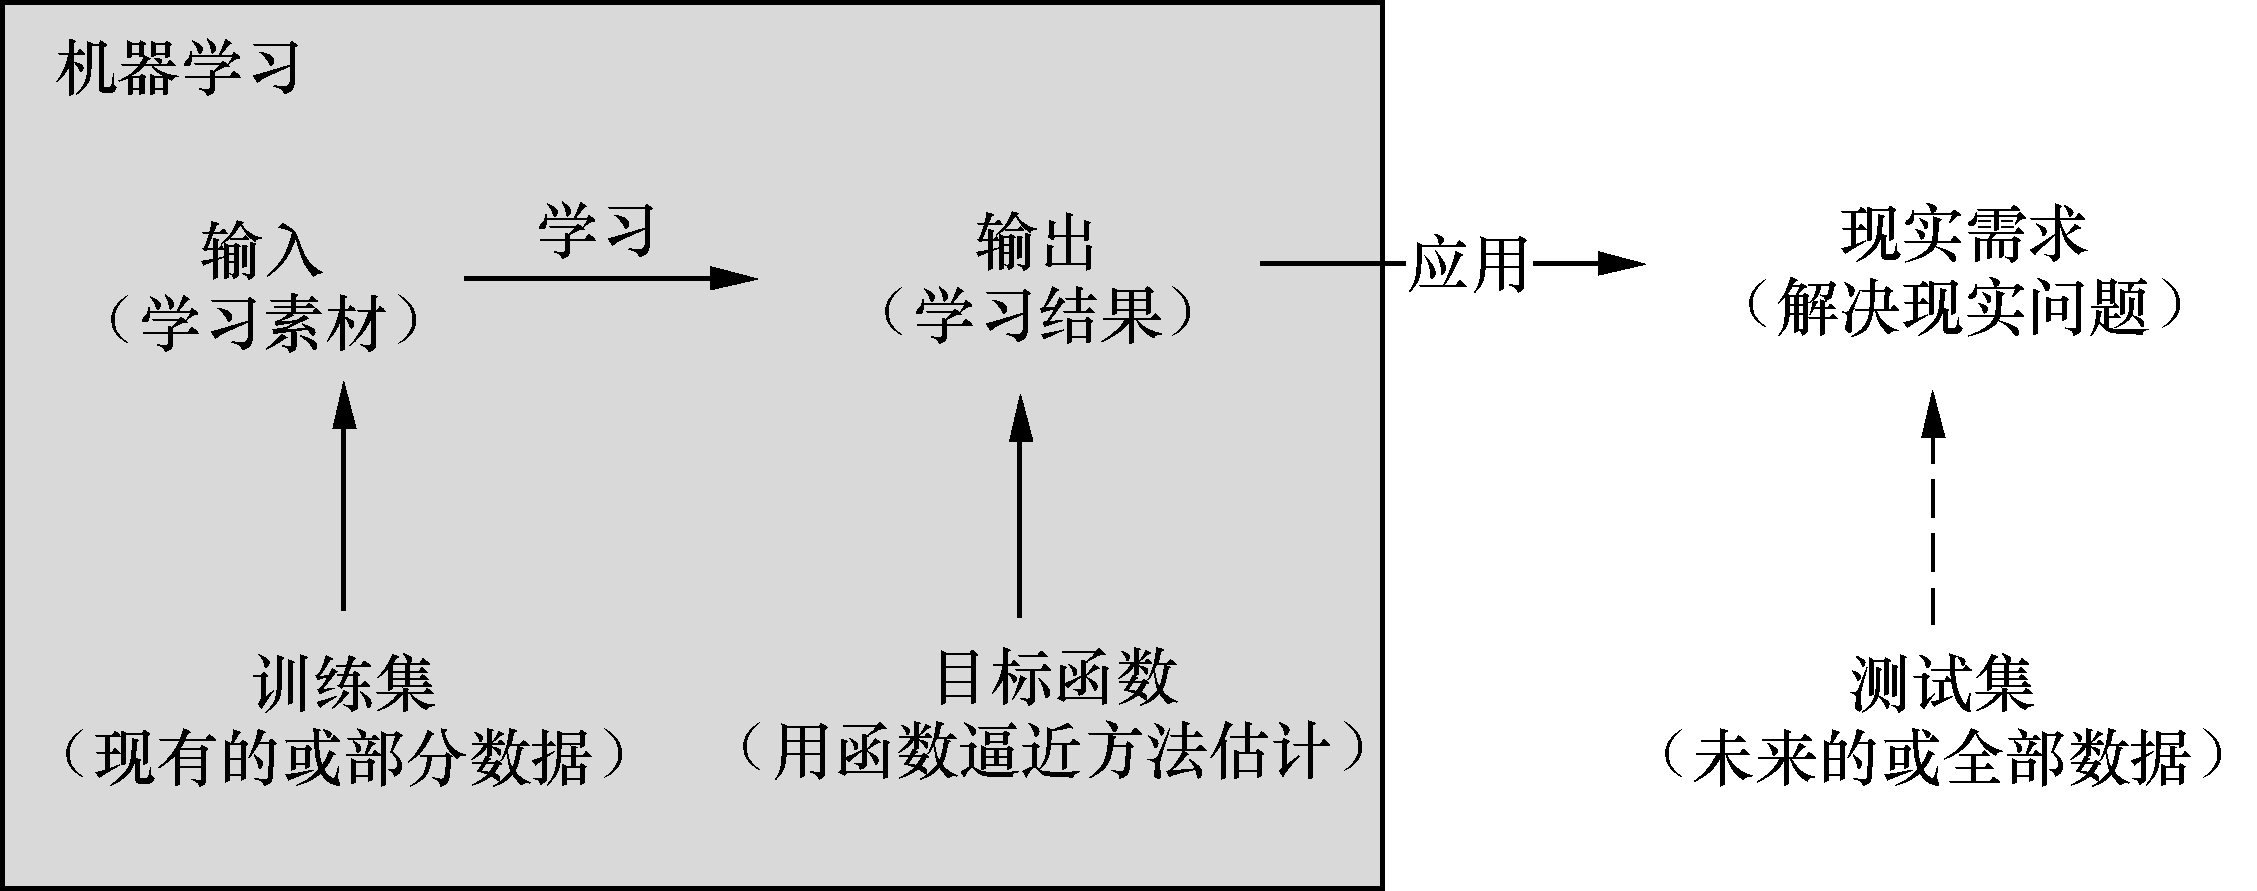 机器学习
输入
（学习素材）
学习
输出
（学习结果）
应用
现实需求
（解决现实问题）
训练集
（现有的或部分数据）
目标函数
（用函数逼近方法估计）
测试集
（未来的或全部数据）